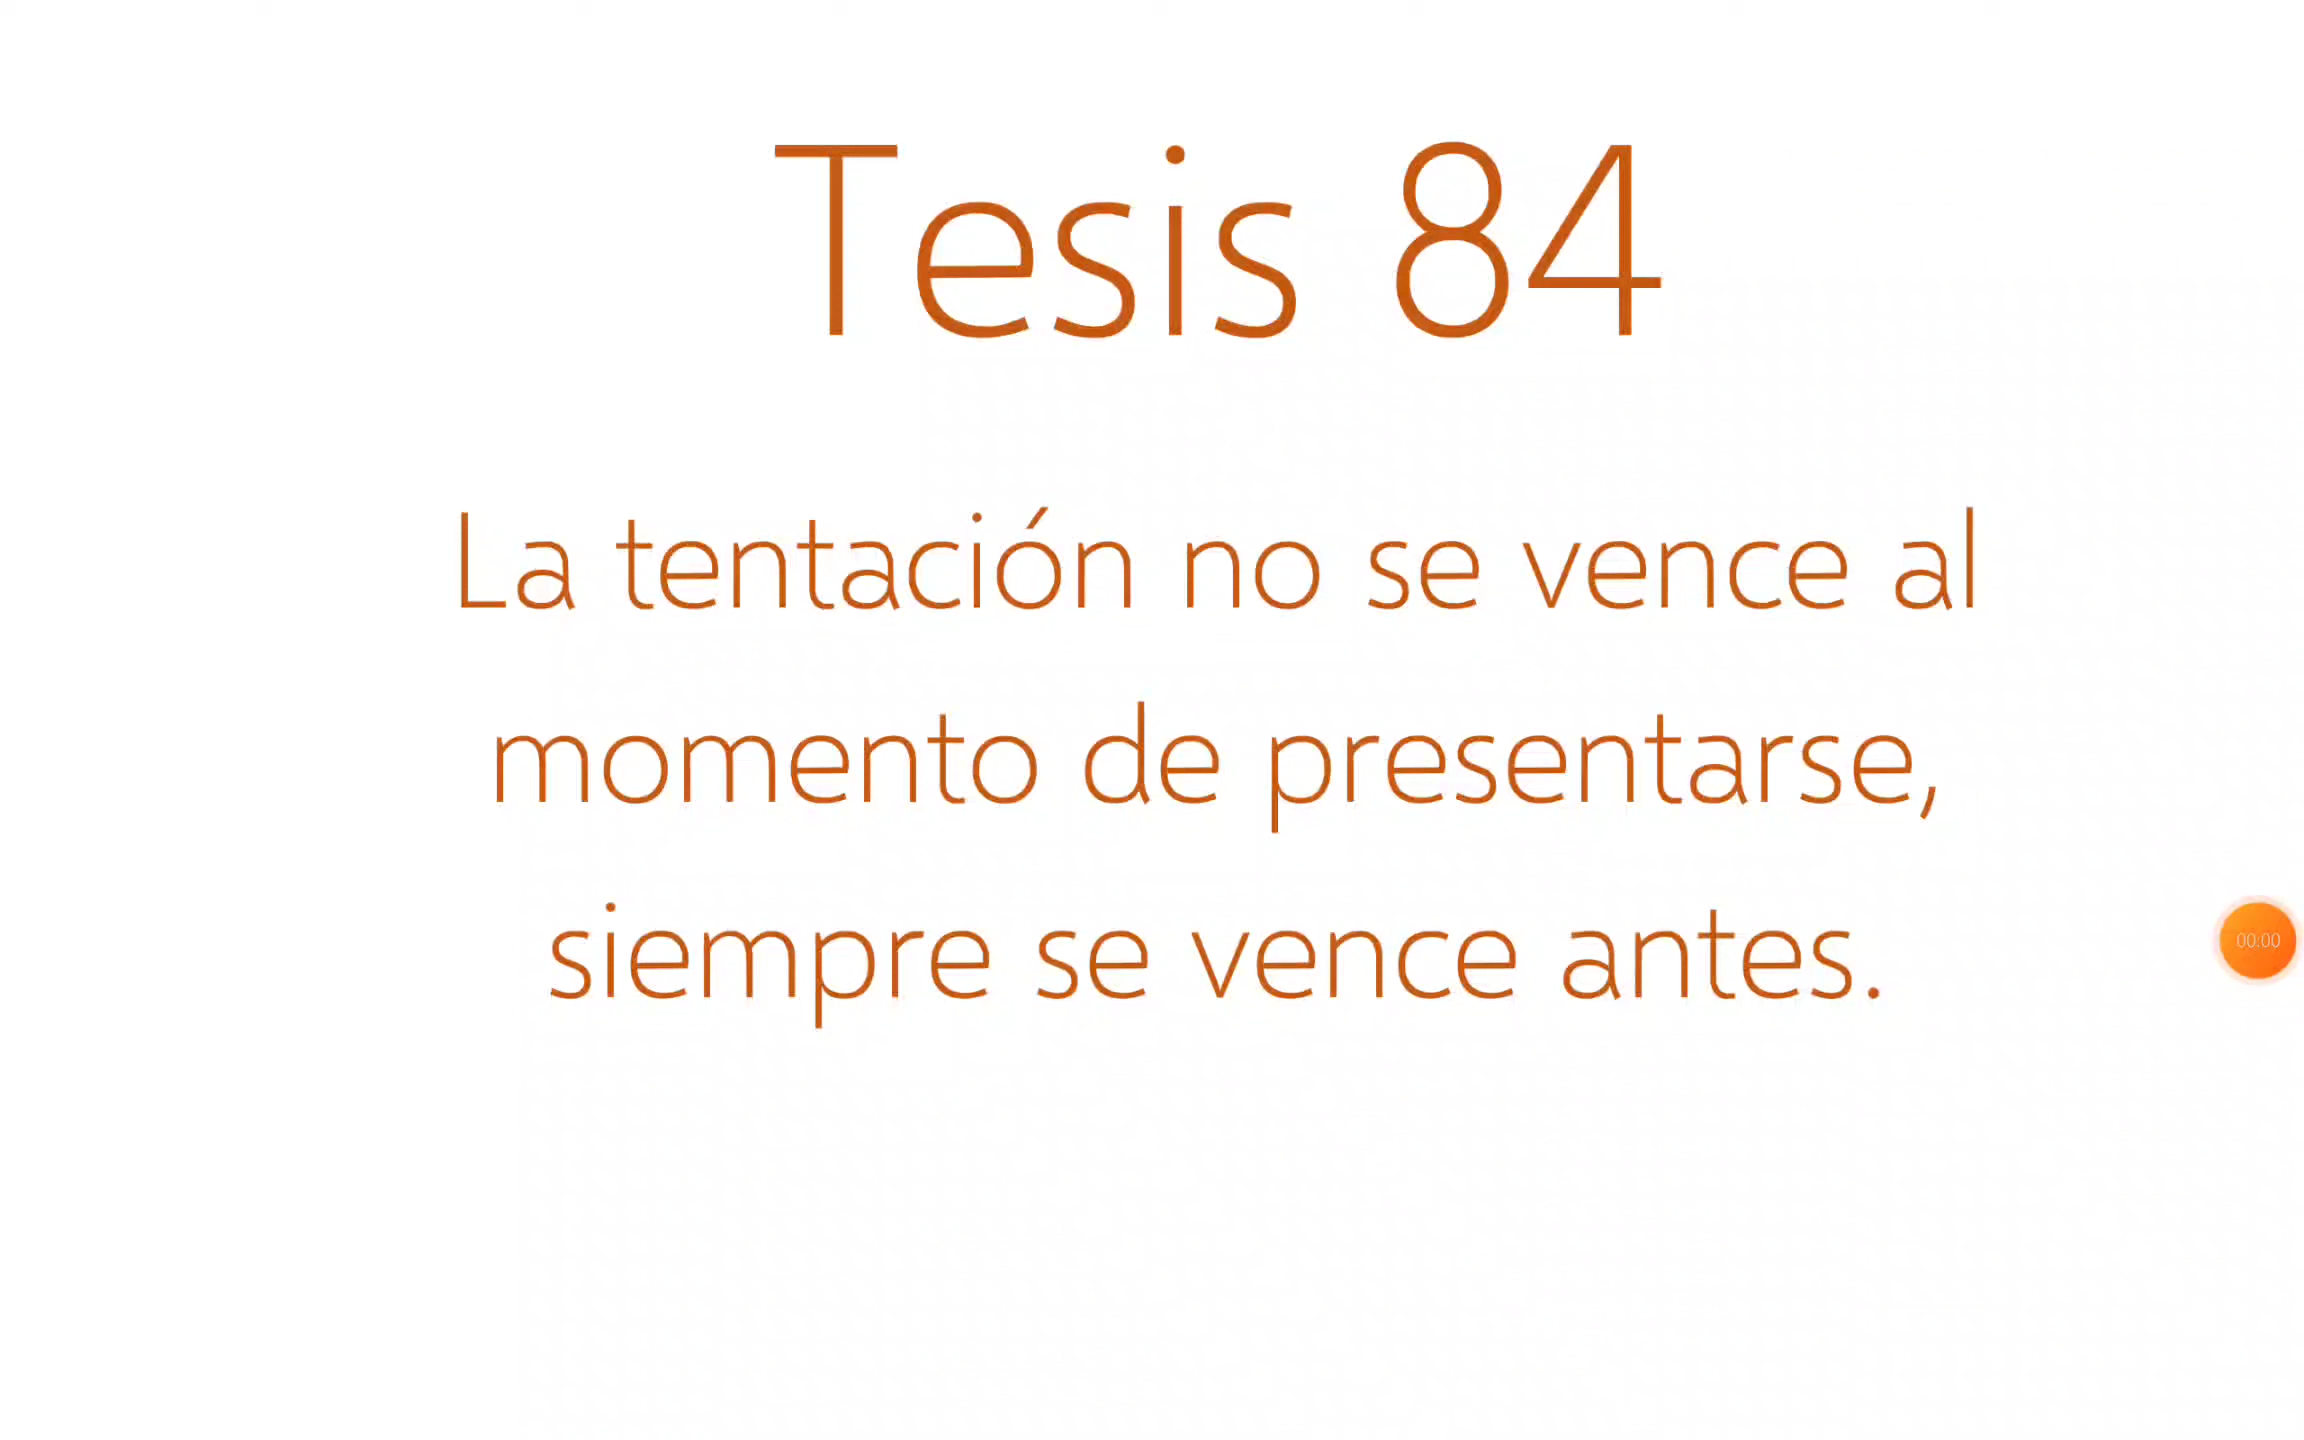 Tesis 84
La tentación no se vence al
momento de presentarse,
siempre se vence antes.
00.00